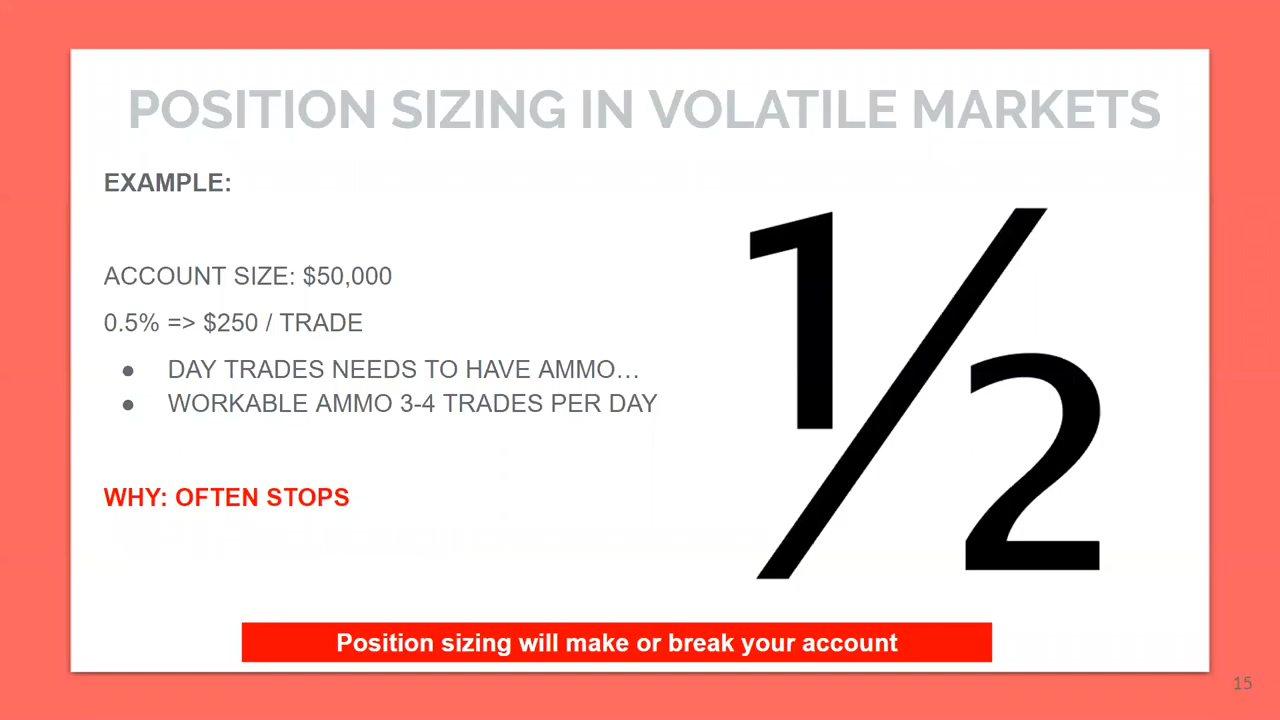 POSITION SIZING IN VOLATILE MARKETS
EXAMPLE:
ACCOUNT SIZE: $50,000
0.5% => $250 / TRADE
● DAY TRADES NEEDS TO HAVE AMMO…
● WORKABLE AMMO 3-4 TRADES PER DAY
WHY: OFTEN STOPS
½
Position sizing will make or break your account
15